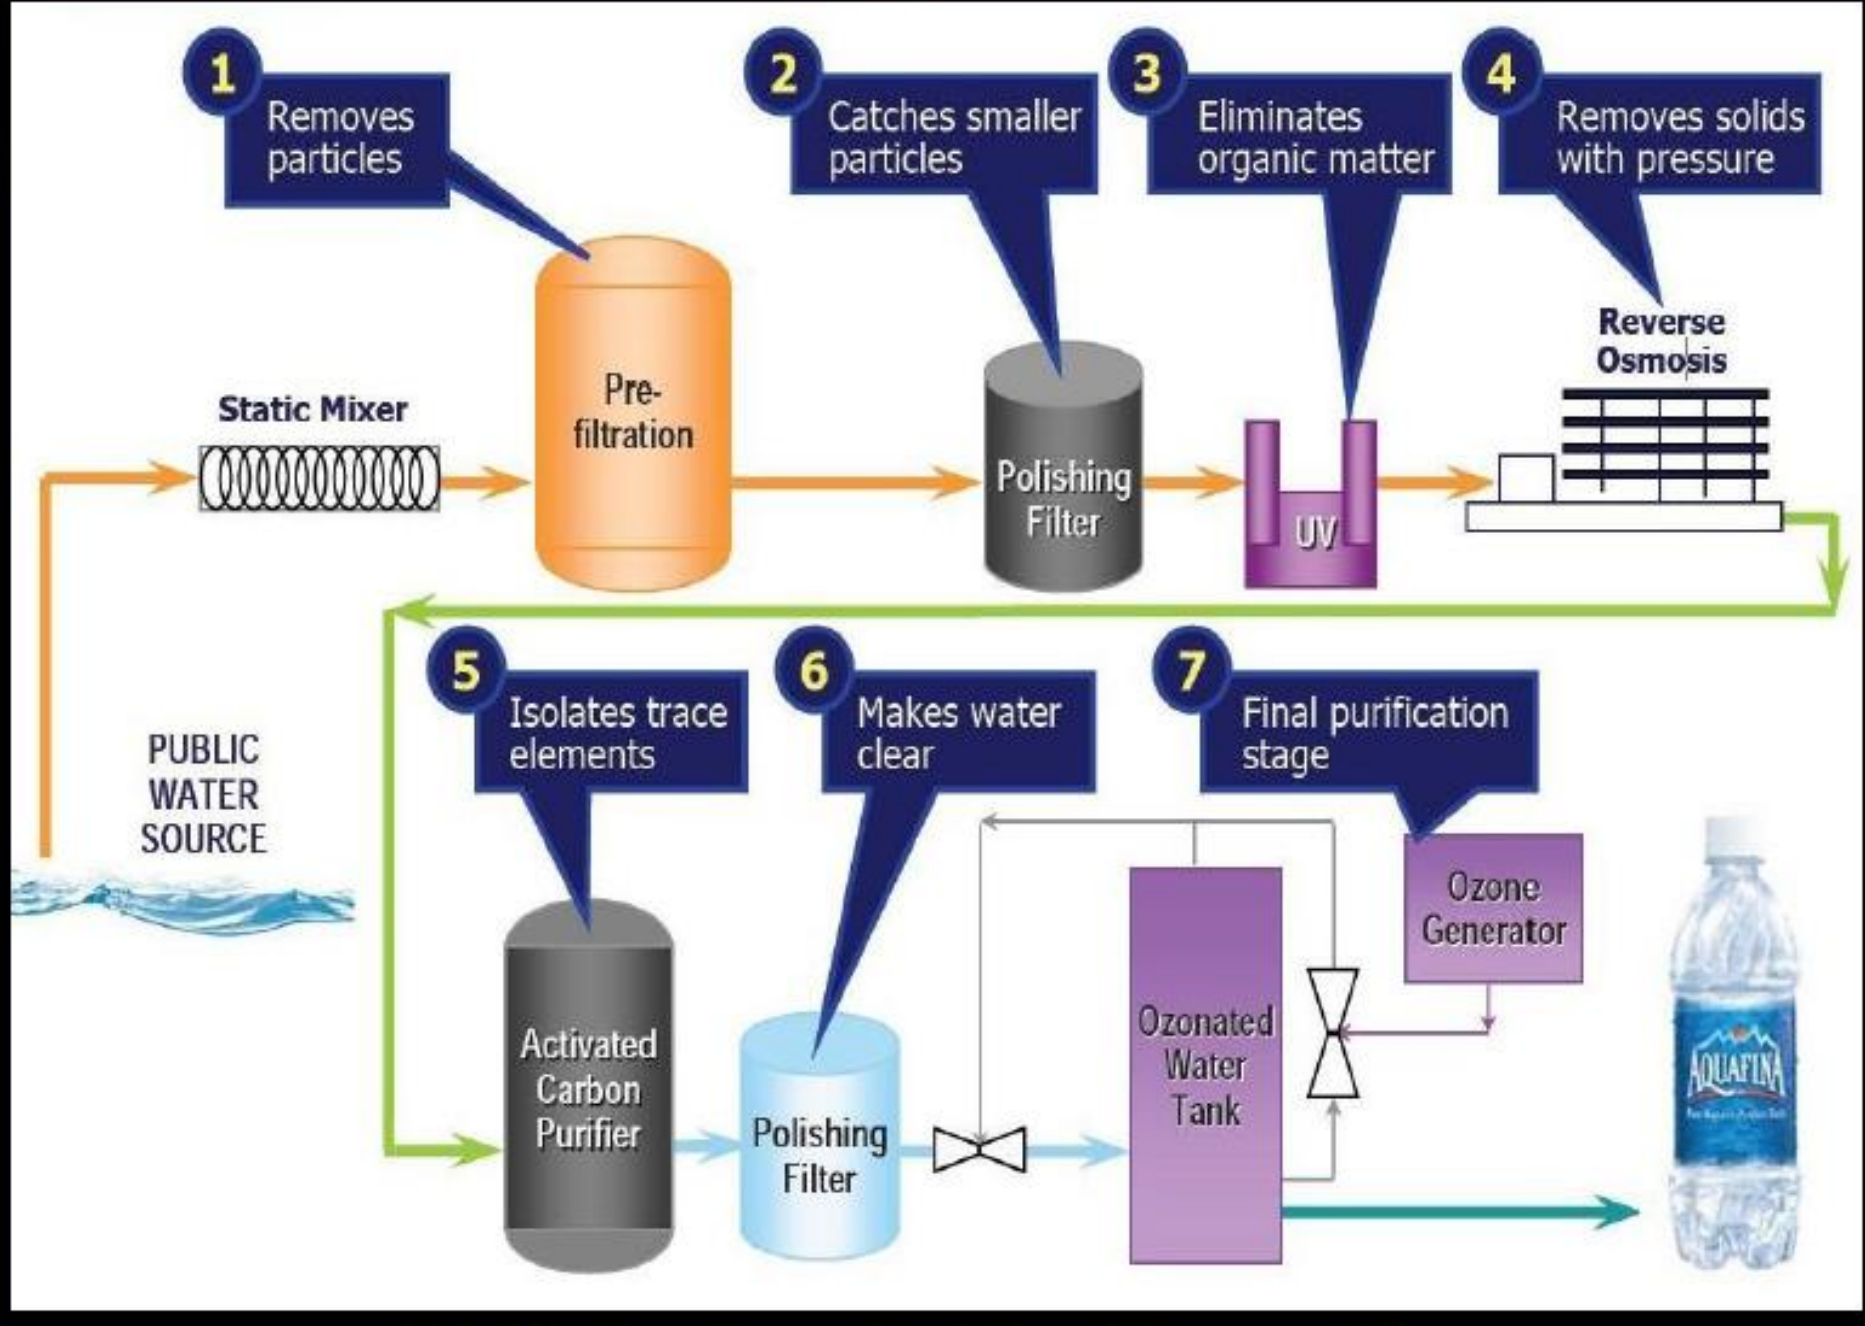 1
Removes
particles
2
Catches smaller
particles
3
Eliminates
organic matter
4
Removes solids
with pressure
Reverse
Osmosis
Static Mixer
Pre-
filtration
Polishing
Filter
UV
PUBLIC
WATER
SOURCE
5
Isolates trace
elements
6
Makes water
clear
7
Final purification
stage
Ozone
Generator
Activated
Carbon
Purifier
Polishing
Filter
Ozonated
Water
Tank
AQUAFINA